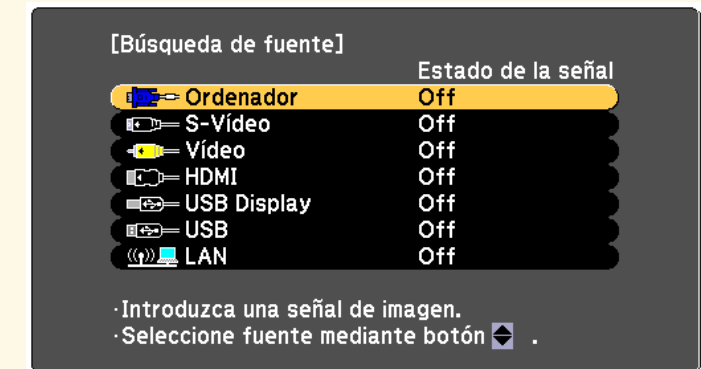 [Búsqueda de fuente]
Estado de la señal
Ordenador Off
S-Vídeo Off
Vídeo Off
HDMI Off
USB Display Off
USB Off
LAN Off
·Introduzca una señal de imagen.
·Seleccione fuente mediante botón .